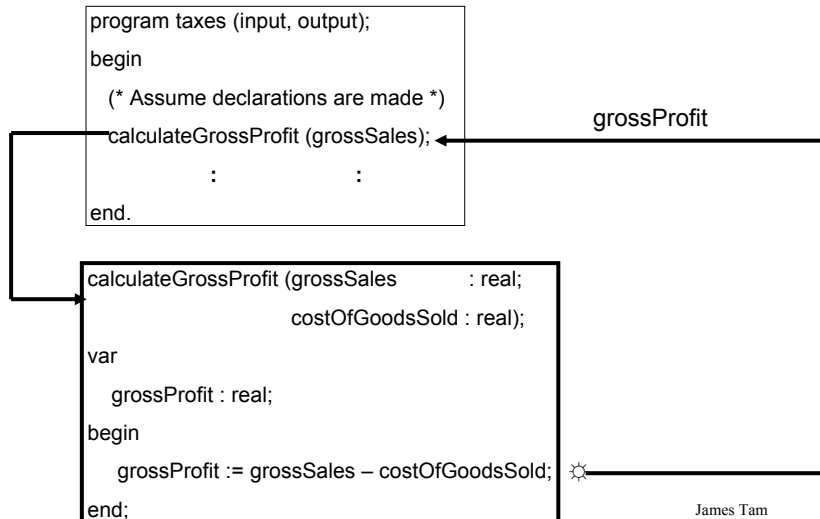 program taxes (input, output);
begin
(* Assume declarations are made *)
calculateGrossProfit (grossSales);
: :
end.
grossProfit
calculateGrossProfit (grossSales : real;
costOfGoodsSold : real);
var
grossProfit : real;
begin
grossProfit := grossSales – costOfGoodsSold;
end;
James Tam